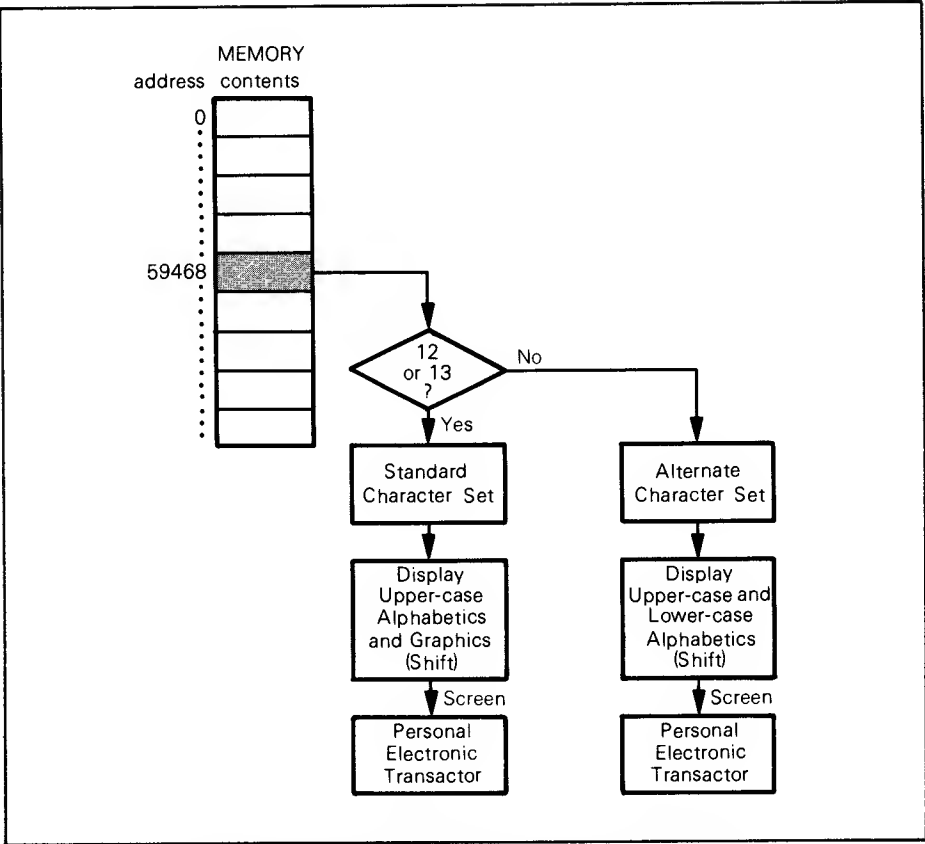 MEMORY
address contents
0
59468
12
or 13
?
No
Yes
Standard
Character Set
Alternate
Character Set
Display
Upper-case
Alphabetics
and Graphics
(Shift)
Display
Upper-case and
Lower-case
Alphabetics
(Shift)
Screen
Screen
Personal
Electronic
Transactor
Personal
Electronic
Transactor